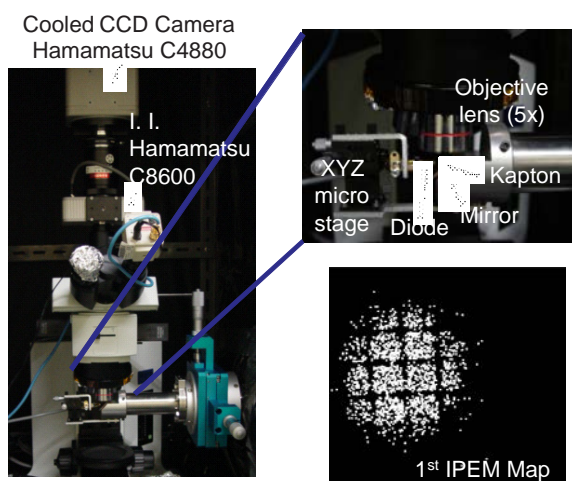 Cooled CCD Camera
Hamamatsu C4880
I. I.
Hamamatsu
C8600
Objective
lens (5x)
XYZ
micro
stage
Kapton
Mirror
Diode
1st IPEM Map